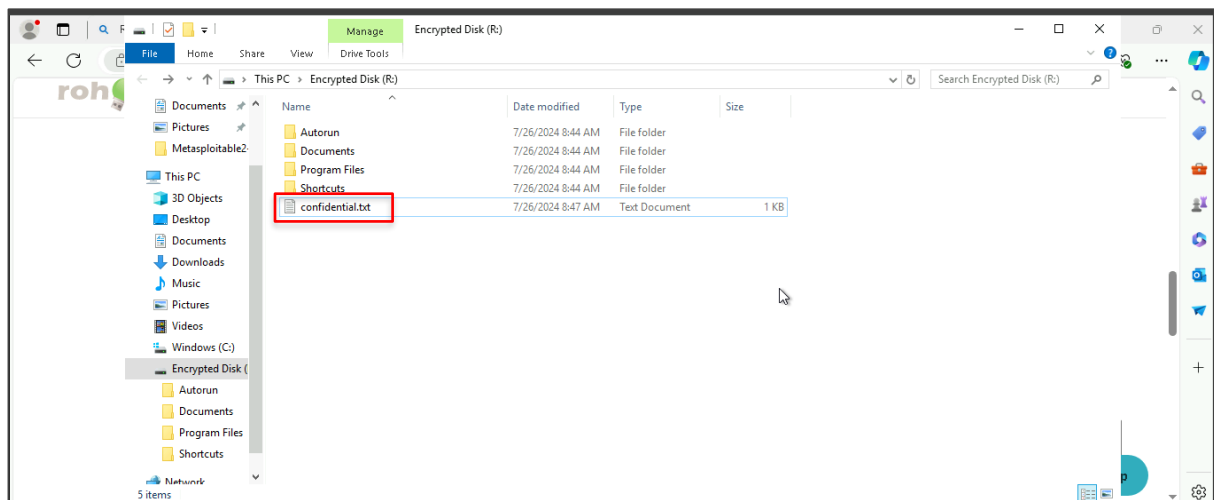 Manage
Encrypted Disk (R:)
File
Home
Share
View
Drive Tools
This PC > Encrypted Disk (R:)
Search Encrypted Disk (R:)
roh
Documents
Pictures
Metasploitable2-
This PC
3D Objects
Desktop
Documents
Downloads
Music
Pictures
Videos
Windows (C:)
Encrypted Disk (
Autorun
Documents
Program Files
Shortcuts
Network
Name Date modified Type Size
Autorun 7/26/2024 8:44 AM File folder
Documents 7/26/2024 8:44 AM File folder
Program Files 7/26/2024 8:44 AM File folder
Shortcuts 7/26/2024 8:44 AM File folder
confidential.txt 7/26/2024 8:47 AM Text Document 1 KB
5 items
p